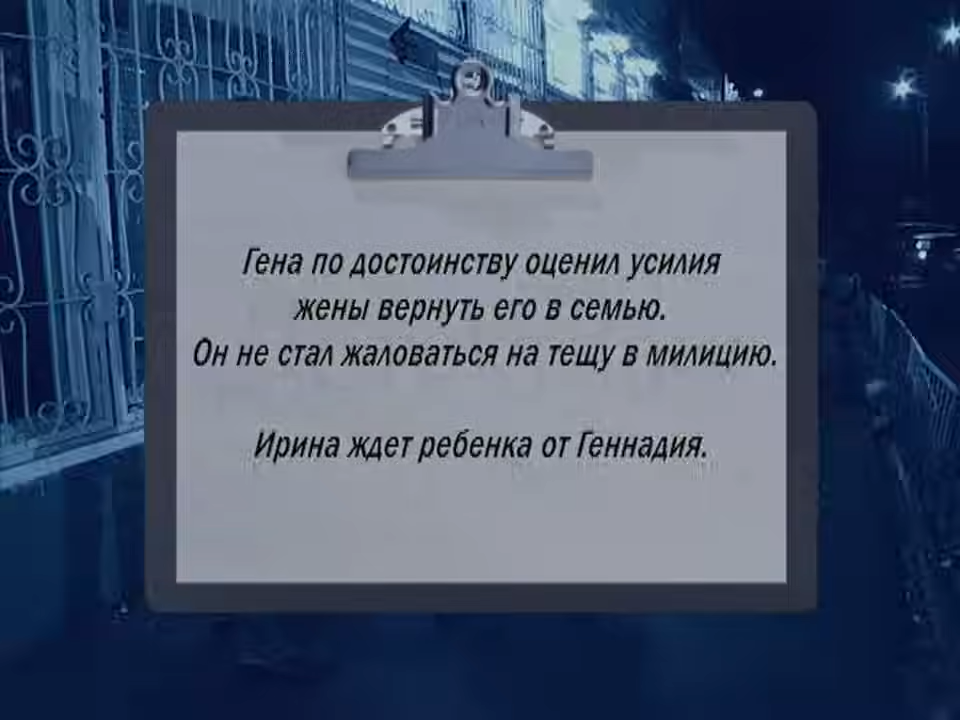 Гена по достоинству оценил усилия
жены вернуть его в семью.
Он не стал жаловаться на тещу в милицию.
Ирина ждет ребенка от Геннадия.